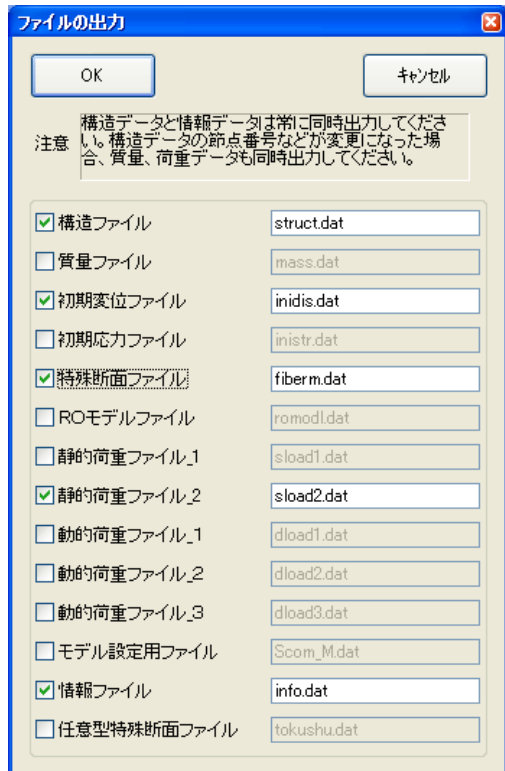 ファイルの出力
OK
キャンセル
注意
構造データと情報データは常に同時出力してくださ
い。構造データの節点番号などが変更になった場
合、質量、荷重データも同時出力してください。
構造ファイル struct.dat
質量ファイル mass.dat
初期変位ファイル inidis.dat
初期応力ファイル inistr.dat
特殊断面ファイル fiberm.dat
ROモデルファイル romodl.dat
静的荷重ファイル_1 sload1.dat
静的荷重ファイル_2 sload2.dat
動的荷重ファイル_1 dload1.dat
動的荷重ファイル_2 dload2.dat
動的荷重ファイル_3 dload3.dat
モデル設定用ファイル Scom_M.dat
情報ファイル info.dat
任意型特殊断面ファイル tokushu.dat